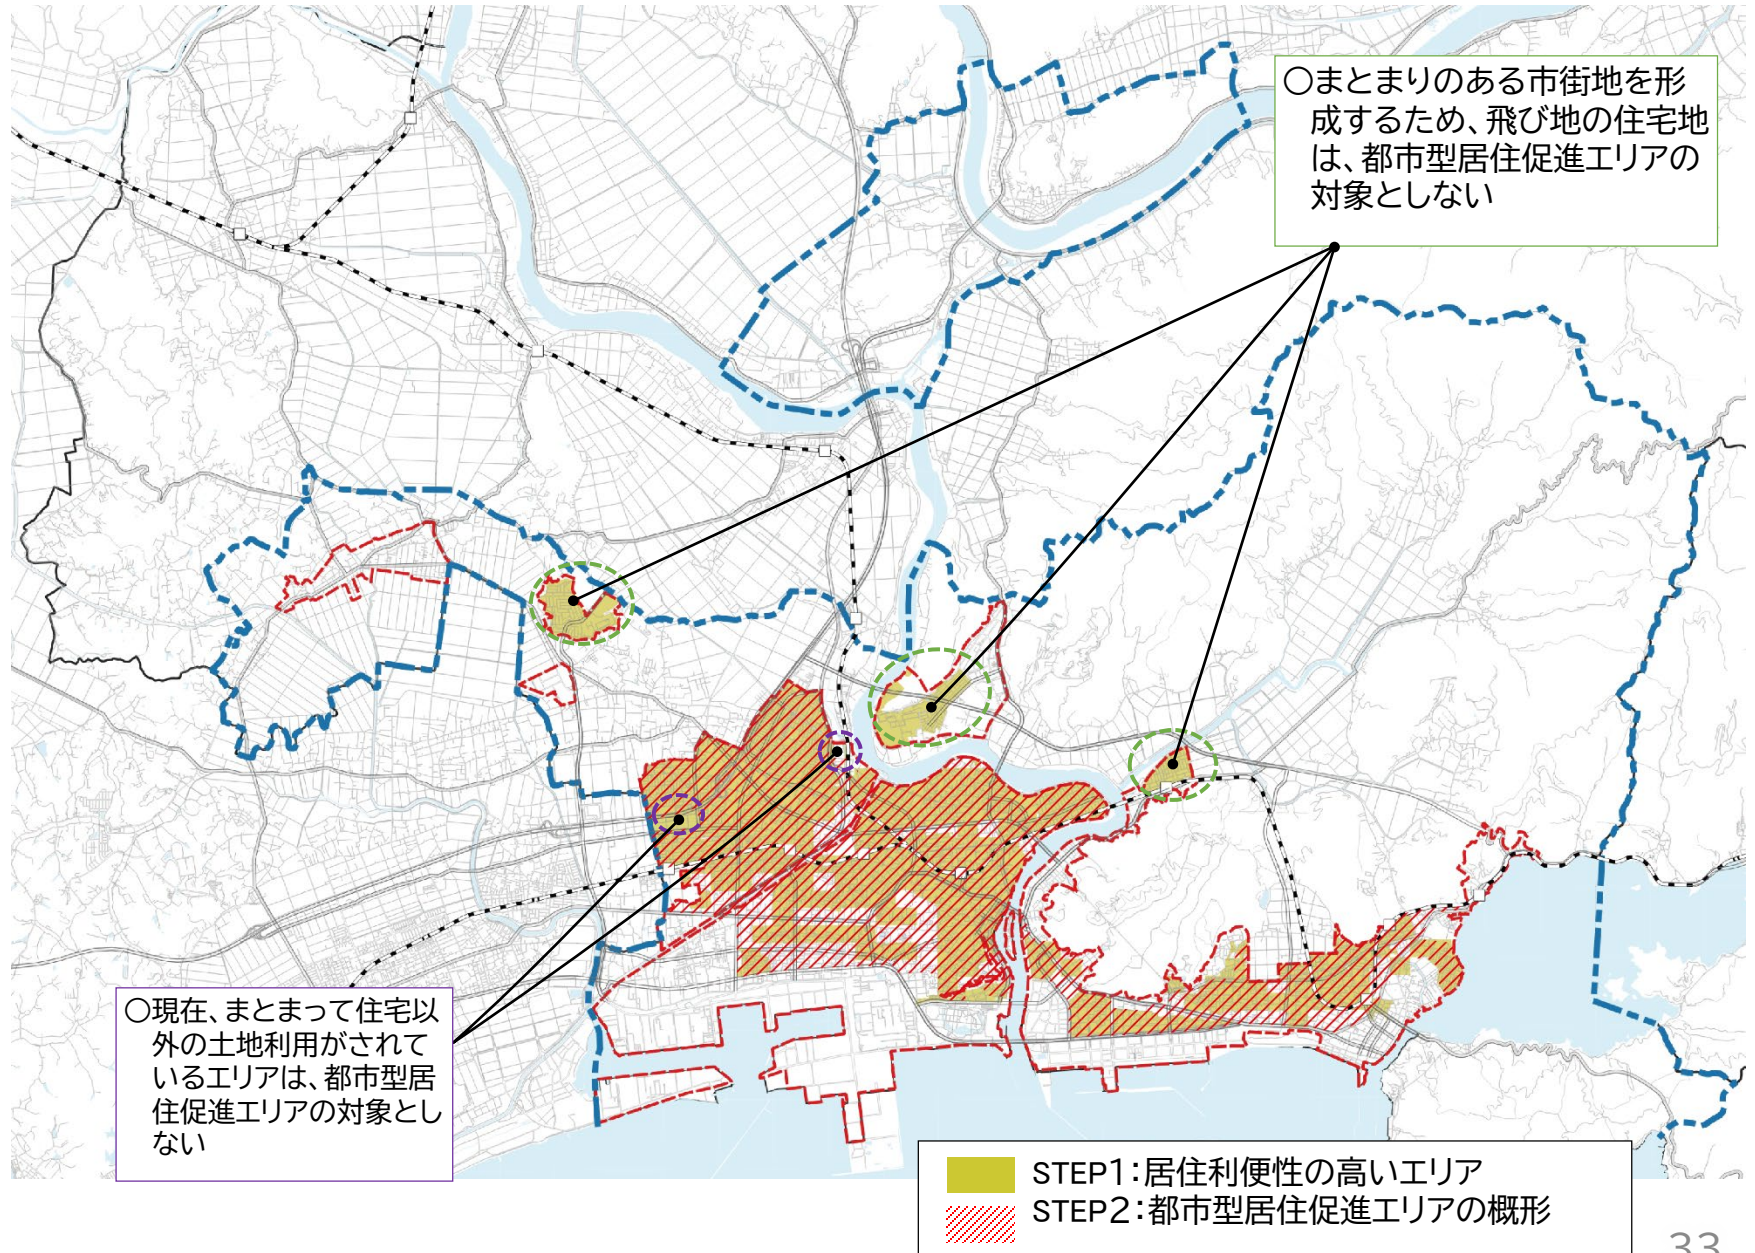 ○まとまりのある市街地を形
成するため、飛び地の住宅地
は、都市型居住促進エリアの
対象としない
○現在、まとまって住宅以
外の土地利用がされて
いるエリアは、都市型居
住促進エリアの対象とし
ない
STEP1：居住利便性の高いエリア
STEP2：都市型居住促進エリアの概形
33